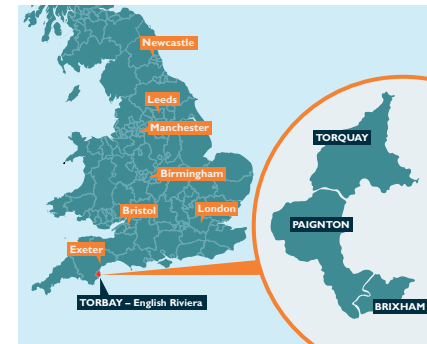 Newcastle
Leeds
Manchester
Birmingham
Bristol
London
Exeter
TORBAY – English Riviera
TORQUAY
PAIGNTON
BRIXHAM